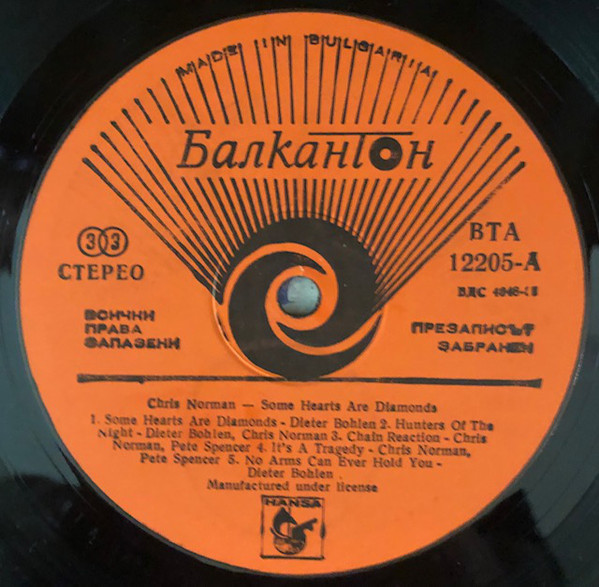 MADE IN BULGARIA
Балкантон
33
СТЕРЕО
ВТА
12205-А
ВДС
ВСИЧКИ
ПРАВА
ЗАПАЗЕНИ
ПРЕЗАПИСЪТ
ЗАБРАНЕН
Chris Norman — Some Hearts Are Diamonds
1. Some Hearts Are Diamonds - Dieter Bohlen 2. Hunters Of The
Night - Dieter Bohlen, Chris Norman 3. Chain Reaction - Chris
Norman, Pete Spencer 4. It's A Tragedy - Chris Norman,
Pete Spencer 5. No Arms Can Ever Hold You -
Dieter Bohlen .
Manufactured under license
HANSA